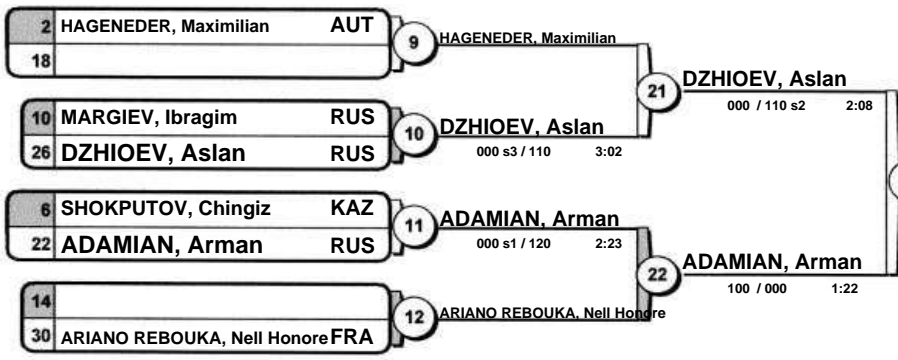 2 HAGENEDER, Maximilian AUT
18
9
HAGENEDER, Maximilian
10 MARGIEV, Ibragim RUS
26 DZHIOEV, Aslan RUS
10
DZHIOEV, Aslan
000 s3 / 110 3:02
21
DZHIOEV, Aslan
000 / 110 s2 2:08
6 SHOKPUTOV, Chingiz KAZ
22 ADAMIAN, Arman RUS
11
ADAMIAN, Arman
000 s1 / 120 2:23
14
30 ARIANO REBOUKA, Nell Honore FRA
12
ARIANO REBOUKA, Nell Honore
22
ADAMIAN, Arman
100 / 000 1:22